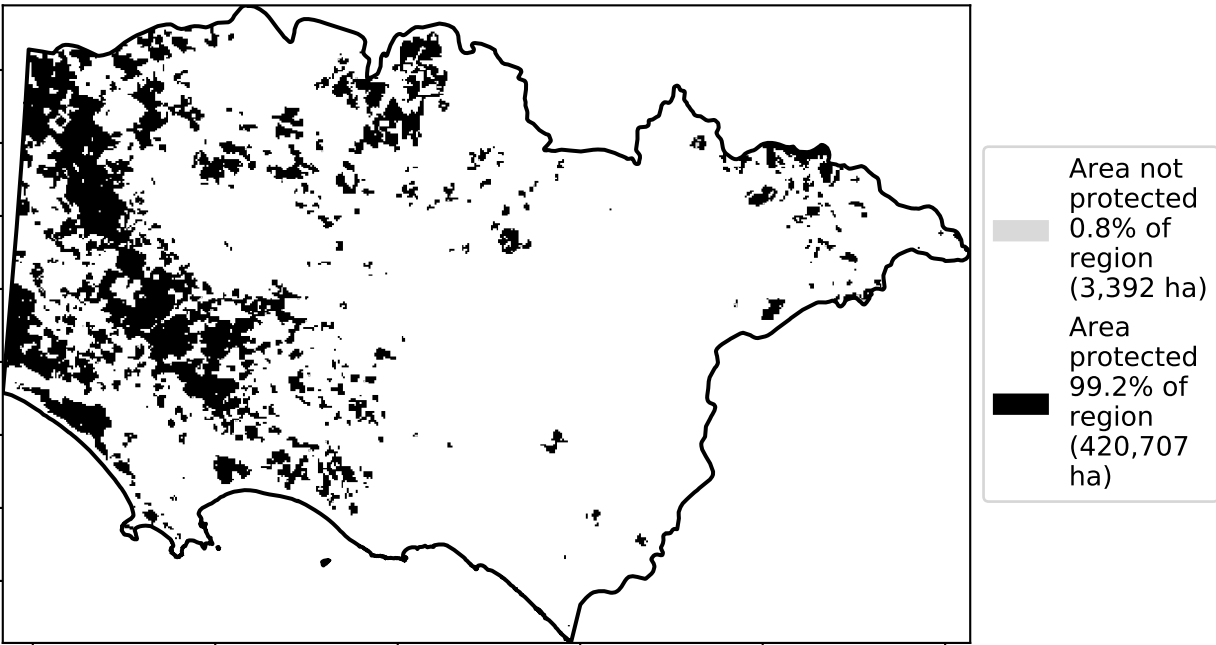 Area not
protected
0.8% of
region
(3,392 ha)
Area
protected
99.2% of
region
(420,707
ha)